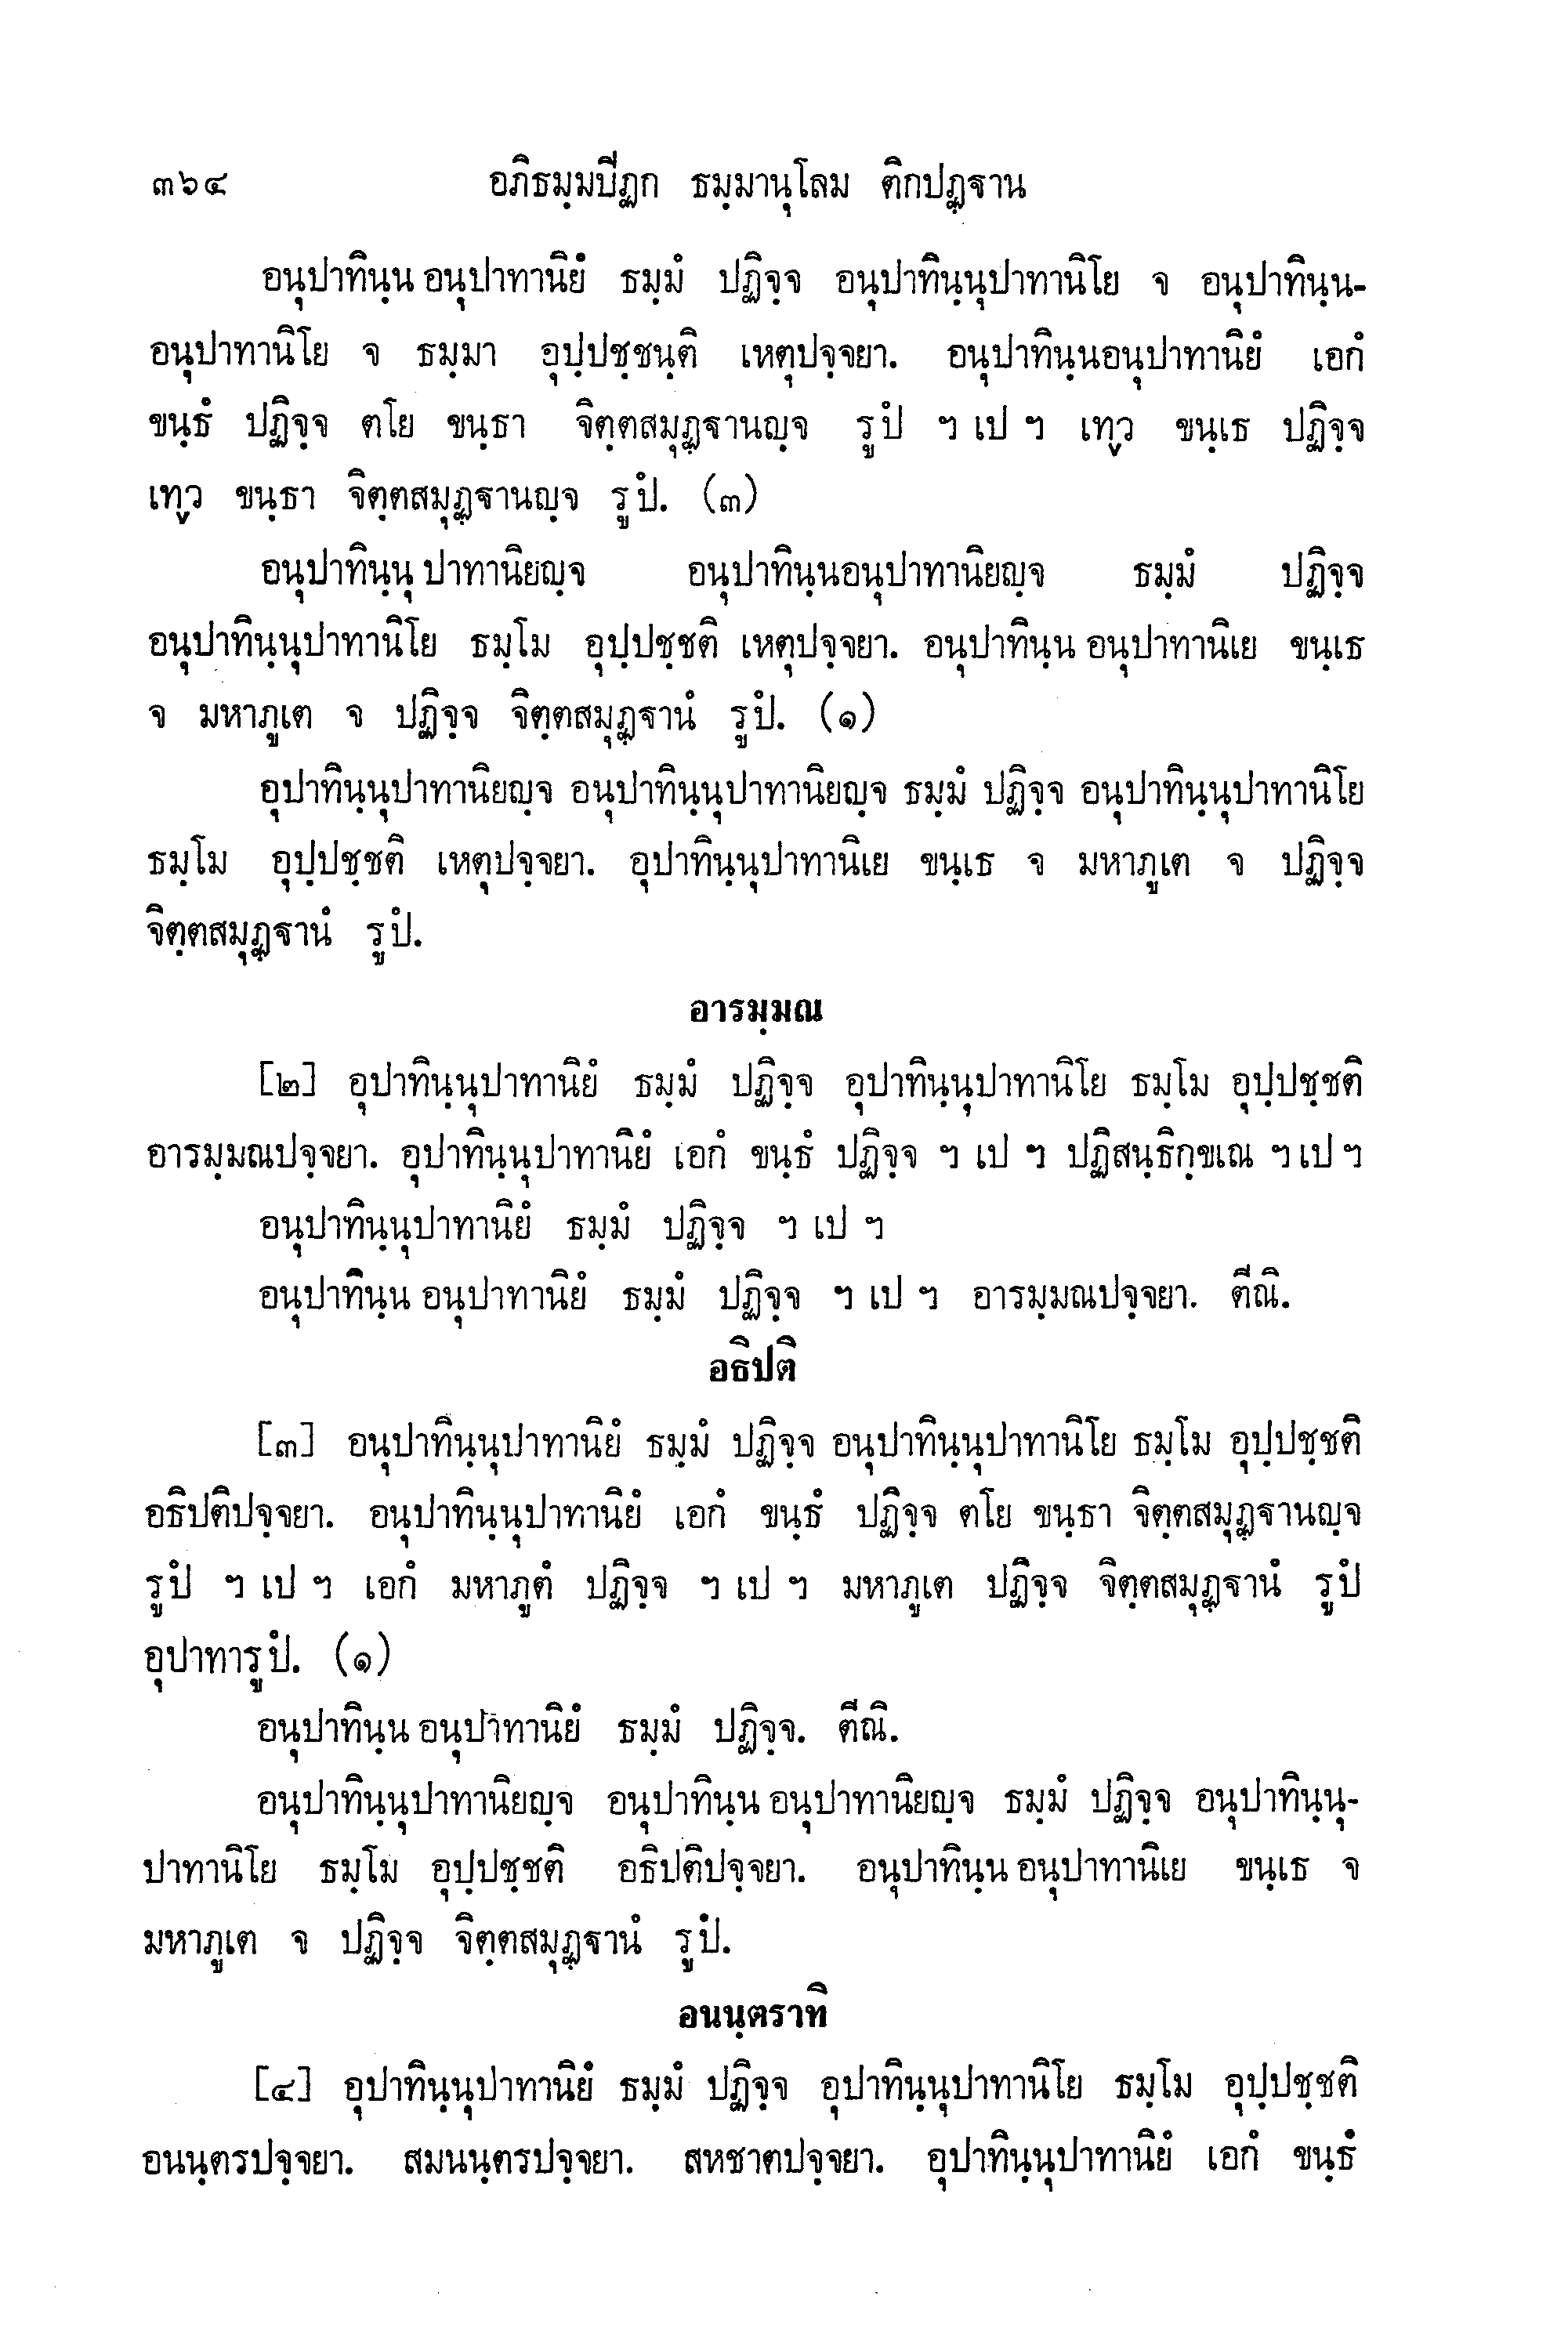 ๓๖๔ อภิธมฺมปีฏก ธมฺมานุโลม ติกปฏฺฐาน
อนุปาทินฺน อนุปาทานิยํ ธมฺมํ ปฏิจฺจ อนุปาทินฺนุปาทานิโย จ อนุปาทินฺน-
อนุปาทานิโย จ ธมฺมา อุปฺปชฺชนฺติ เหตุปจฺจยา. อนุปาทินฺนอนุปาทานิยํ เอกํ
ขนฺธํ ปฏิจฺจ ตโย ขนฺธา จิตฺตสมุฏฺฐานญฺจ รูปํ ฯ เป ฯ เทฺว ขนฺเธ ปฏิจฺจ
เทฺว ขนฺธา จิตฺตสมุฏฺฐานญฺจ รูปํ. (๓)
อนุปาทินฺนุ ปาทานิยญฺจ อนุปาทินฺนอนุปาทานิยญฺจ ธมฺมํ ปฏิจฺจ
อนุปาทินฺนุปาทานิโย ธมฺโม อุปฺปชฺชติ เหตุปจฺจยา. อนุปาทินฺน อนุปาทานิเย ขนฺเธ
จ มหาภูเต จ ปฏิจฺจ จิตฺตสมุฏฺฐานํ รูปํ. (๑)
อุปาทินฺนุปาทานิยญฺจ อนุปาทินฺนุปาทานิยญฺจ ธมฺมํ ปฏิจฺจ อนุปาทินฺนุปาทานิโย
ธมฺโม อุปฺปชฺชติ เหตุปจฺจยา. อุปาทินฺนุปาทานิเย ขนฺเธ จ มหาภูเต จ ปฏิจฺจ
จิตฺตสมุฏฺฐานํ รูปํ.
อารมฺมณ
[๒] อุปาทินฺนุปาทานิยํ ธมฺมํ ปฏิจฺจ อุปาทินฺนุปาทานิโย ธมฺโม อุปฺปชฺชติ
อารมฺมณปจฺจยา. อุปาทินฺนุปาทานิยํ เอกํ ขนฺธํ ปฏิจฺจ ฯ เป ฯ ปฏิสนฺธิกฺขเณ ฯ เป ฯ
อนุปาทินฺนุปาทานิยํ ธมฺมํ ปฏิจฺจ ฯ เป ฯ
อนุปาทินฺน อนุปาทานิยํ ธมฺมํ ปฏิจฺจ ฯ เป ฯ อารมฺมณปจฺจยา. ตีณิ.
อธิปติ
[๓] อนุปาทินฺนุปาทานิยํ ธมฺมํ ปฏิจฺจ อนุปาทินฺนุปาทานิโย ธมฺโม อุปฺปชฺชติ
อธิปติปจฺจยา. อนุปาทินฺนุปาทานิยํ เอกํ ขนฺธํ ปฏิจฺจ ตโย ขนฺธา จิตฺตสมุฏฺฐานญฺจ
รูปํ ฯ เป ฯ เอกํ มหาภูตํ ปฏิจฺจ ฯ เป ฯ มหาภูเต ปฏิจฺจ จิตฺตสมุฏฺฐานํ รูปํ
อุปาทารูปํ. (๑)
อนุปาทินฺน อนุปาทานิยํ ธมฺมํ ปฏิจฺจ. ตีณิ.
อนุปาทินฺนุปาทานิยญฺจ อนุปาทินฺน อนุปาทานิยญฺจ ธมฺมํ ปฏิจฺจ อนุปาทินฺนุ-
ปาทานิโย ธมฺโม อุปฺปชฺชติ อธิปติปจฺจยา. อนุปาทินฺน อนุปาทานิเย ขนฺเธ จ
มหาภูเต จ ปฏิจฺจ จิตฺตสมุฏฺฐานํ รูปํ.
อนนฺตราทิ
[๔] อุปาทินฺนุปาทานิยํ ธมฺมํ ปฏิจฺจ อุปาทินฺนุปาทานิโย ธมฺโม อุปฺปชฺชติ
อนนฺตรปจฺจยา. สมนนฺตรปจฺจยา. สหชาตปจฺจยา. อุปาทินฺนุปาทานิยํ เอกํ ขนฺธํ